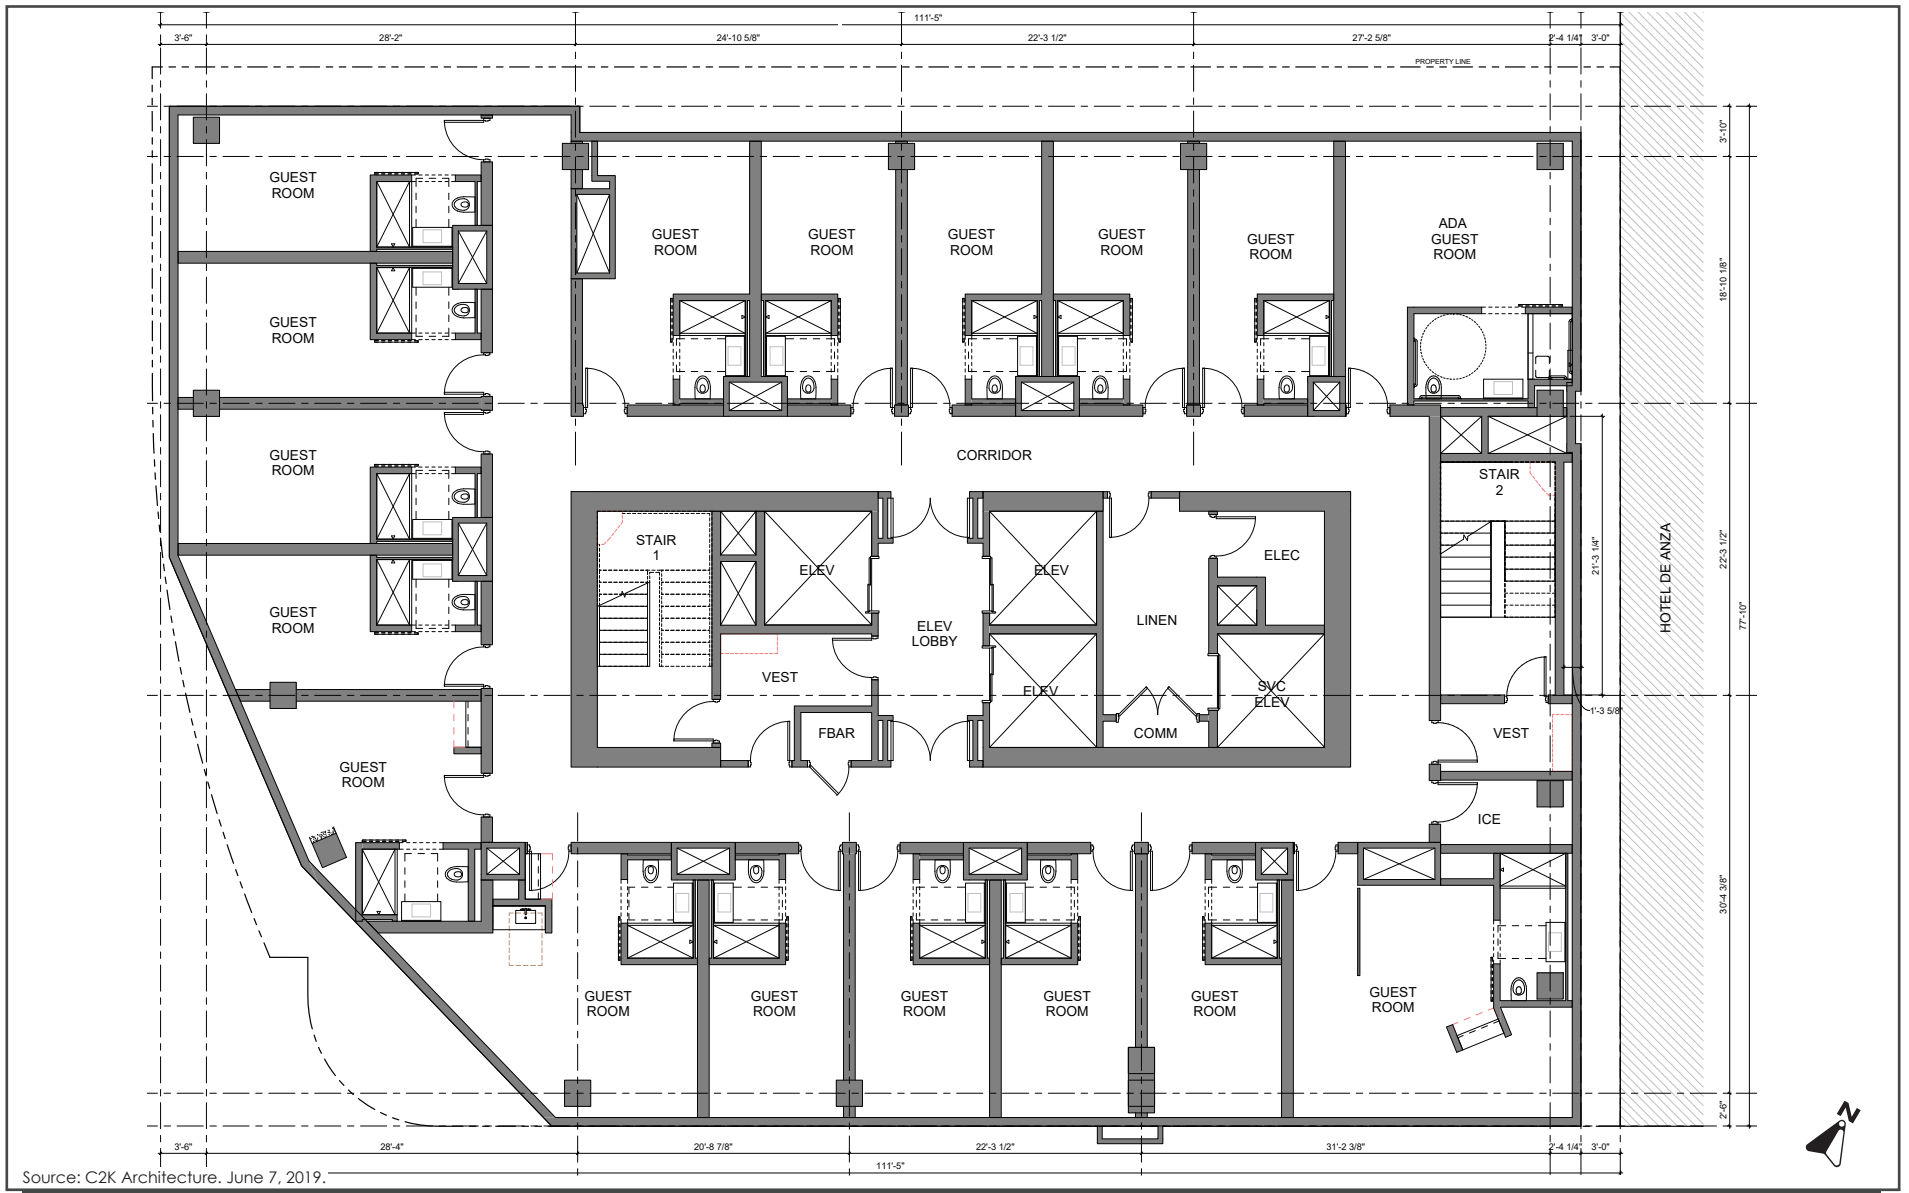 111'-5"
3'-6"
28'-2"
24'-10 5/8"
22'-3 1/2"
27'-2 5/8"
2'-4 1/4"
3'-0"
PROPERTY LINE
GUEST
ROOM
GUEST
ROOM
GUEST
ROOM
GUEST
ROOM
GUEST
ROOM
GUEST
ROOM
GUEST
ROOM
GUEST
ROOM
GUEST
ROOM
GUEST
ROOM
ADA
GUEST
ROOM
CORRIDOR
STAIR
1
ELEV
ELEV
ELEV
ELEV
LOBBY
VEST
FBAR
LINEN
COMM
ELEC
SVC
ELEV
STAIR
2
VEST
ICE
GUEST
ROOM
GUEST
ROOM
GUEST
ROOM
GUEST
ROOM
GUEST
ROOM
GUEST
ROOM
HOTEL DE ANZA
3'-10"
18'-10 1/8"
22'-3 1/2"
21'-3 1/4"
77'-10"
1'-3 5/8"
30'-4 3/8"
2'-6"
N
3'-6"
28'-4"
20'-8 7/8"
22'-3 1/2"
31'-2 3/8"
2'-4 1/4"
3'-0"
111'-5"
Source: C2K Architecture. June 7, 2019.